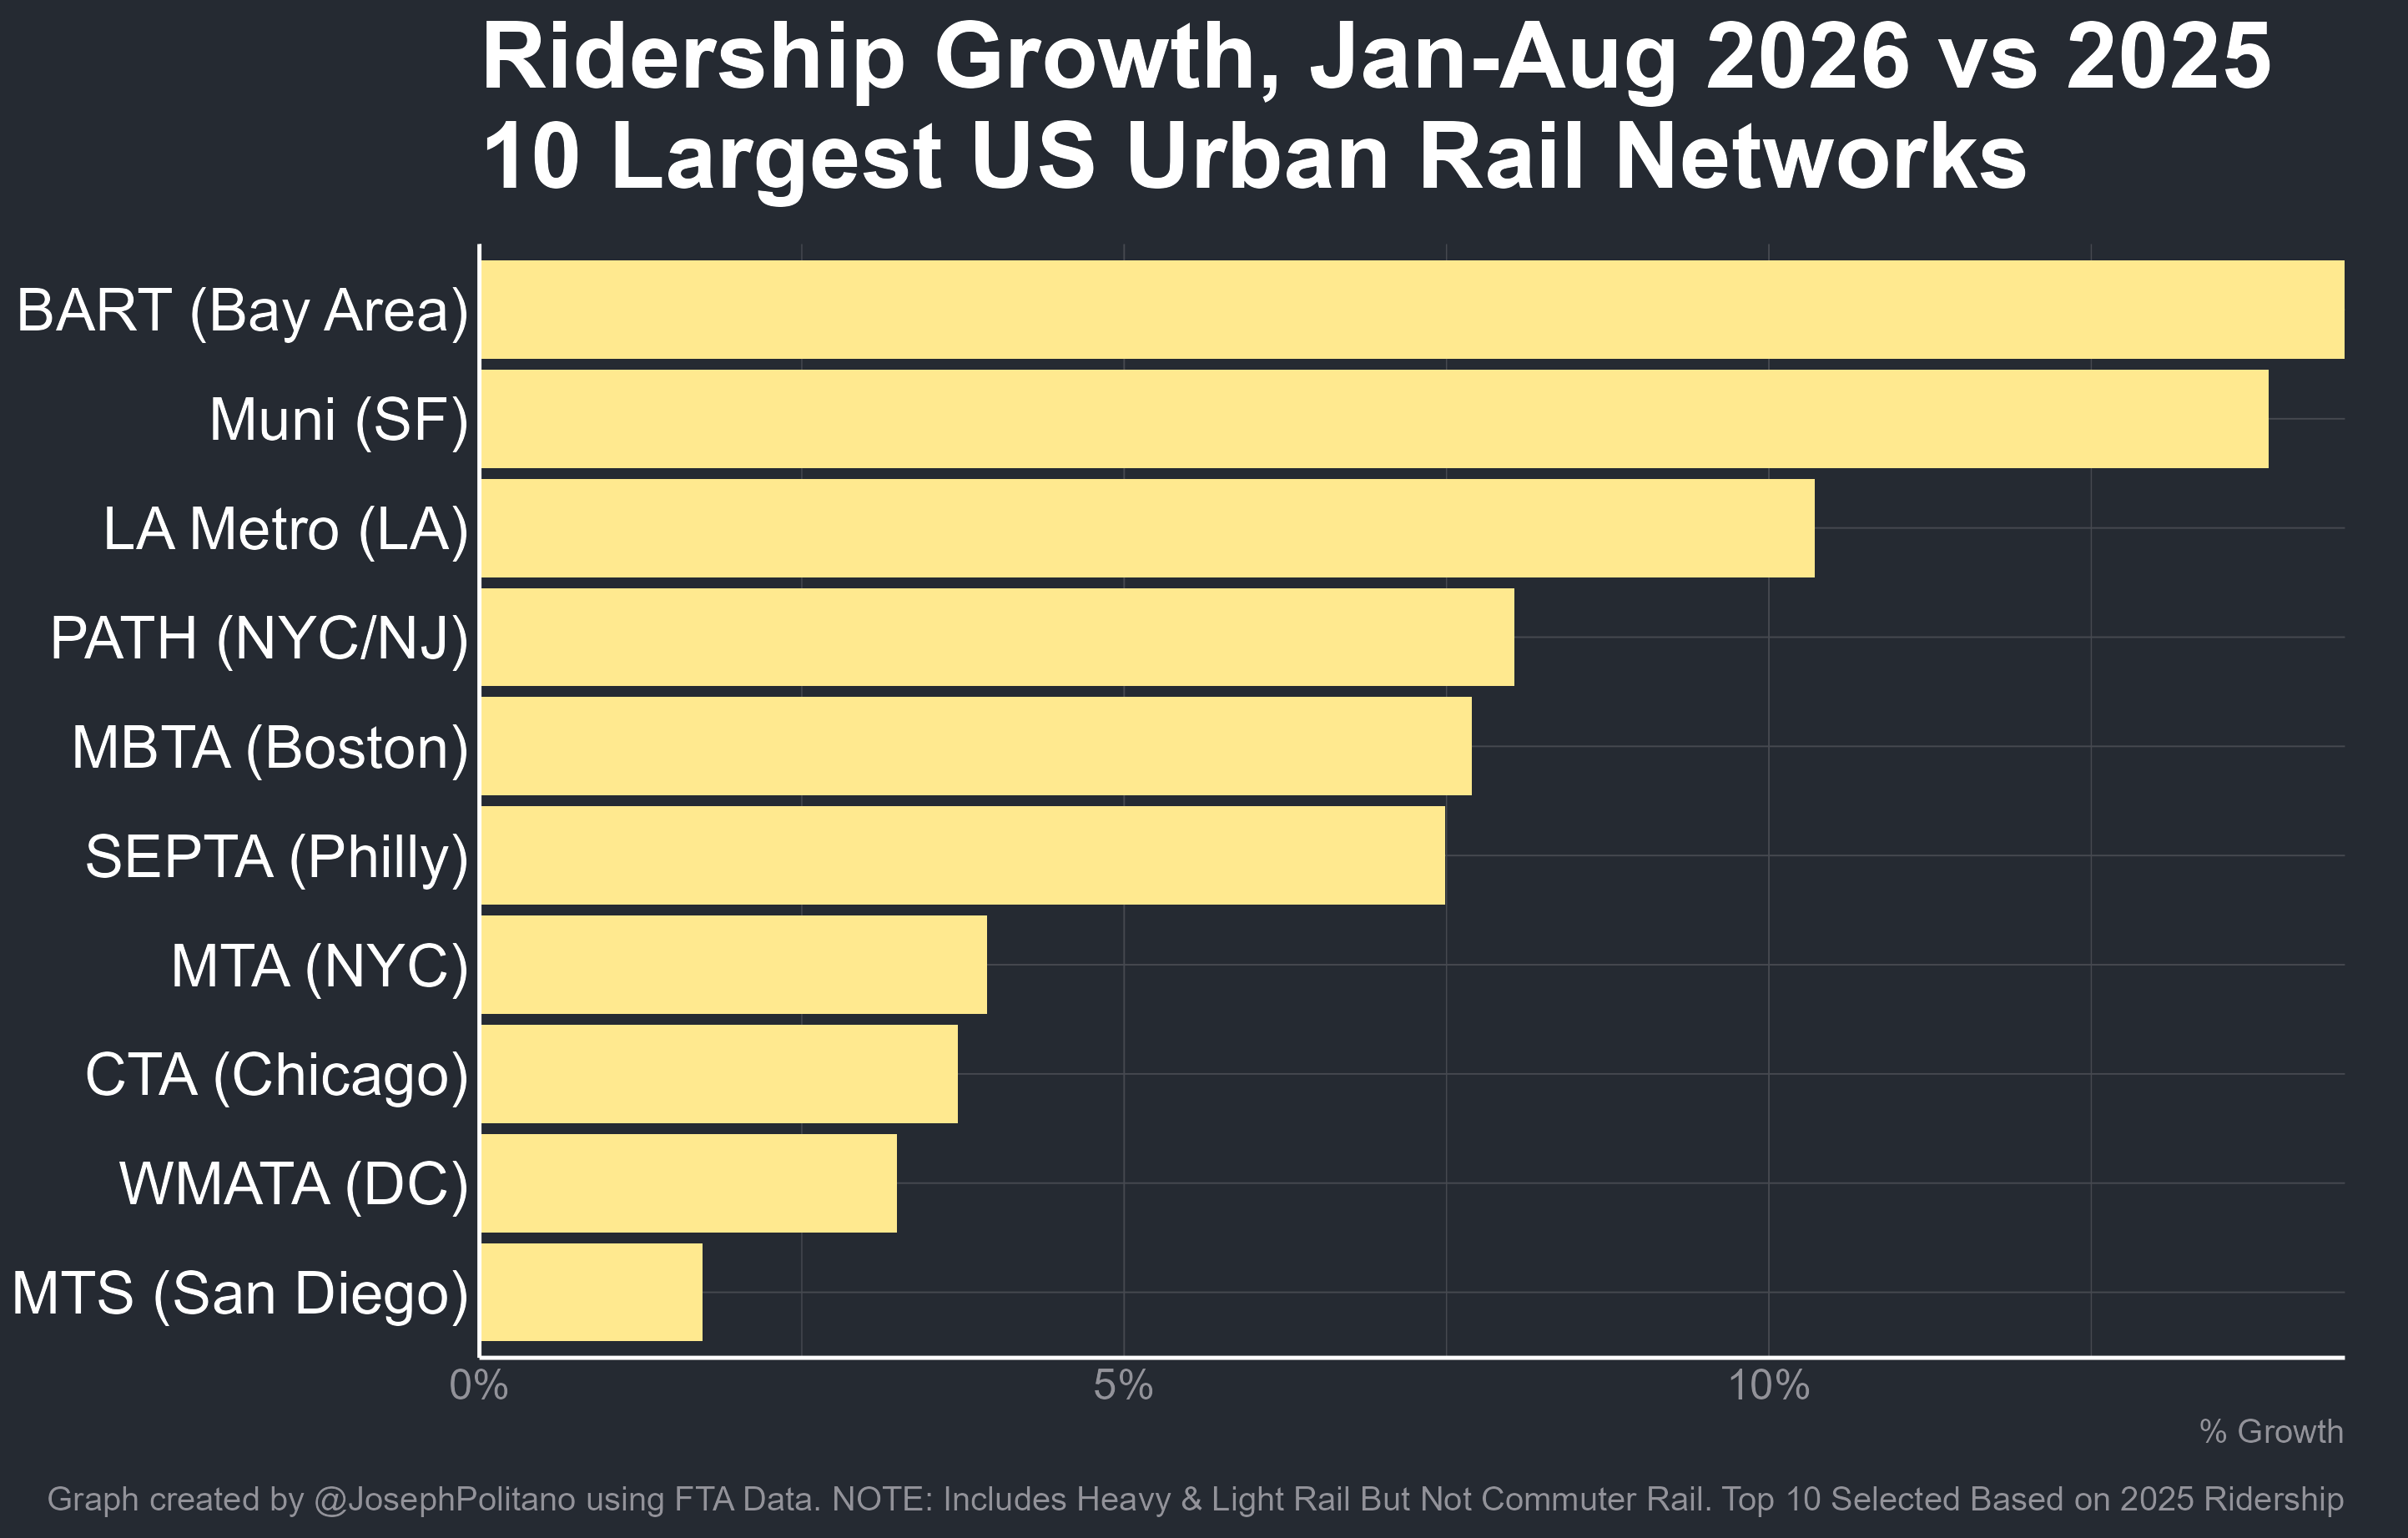 Ridership Growth, Jan-Aug 2026 vs 2025
10 Largest US Urban Rail Networks
BART (Bay Area)
Muni (SF)
LA Metro (LA)
PATH (NYC/NJ)
MBTA (Boston)
SEPTA (Philly)
MTA (NYC)
CTA (Chicago)
WMATA (DC)
MTS (San Diego)
0% 5% 10%
% Growth
Graph created by @JosephPolitano using FTA Data. NOTE: Includes Heavy & Light Rail But Not Commuter Rail. Top 10 Selected Based on 2025 Ridership